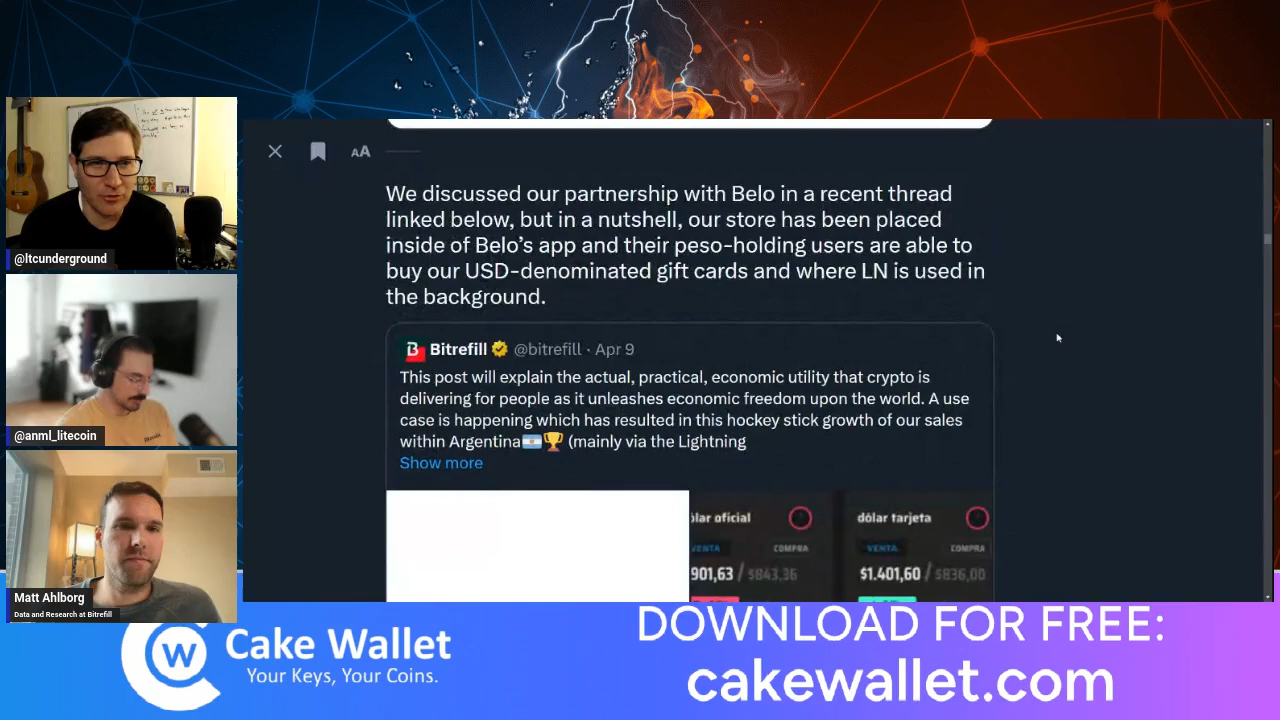 AA
We discussed our partnership with Belo in a recent thread
linked below, but in a nutshell, our store has been placed
inside of Belo’s app and their peso-holding users are able to
buy our USD-denominated gift cards and where LN is used in
the background.
Bitrefill @bitrefill · Apr 9
This post will explain the actual, practical, economic utility that crypto is
delivering for people as it unleashes economic freedom upon the world. A use
case is happening which has resulted in this hockey stick growth of our sales
within Argentina🇦🇷🏆 (mainly via the Lightning
Show more
lar oficial
dólar tarjeta
VENTA COMPRA
VENTA COMPRA
901,63 / $843,36
$1.401,60 / $836,00
@ltcunderground
@anml_litecoin
Matt Ahlborg
Data and Research at Bitrefill
W
Cake Wallet
Your Keys, Your Coins.
DOWNLOAD FOR FREE:
cakewallet.com